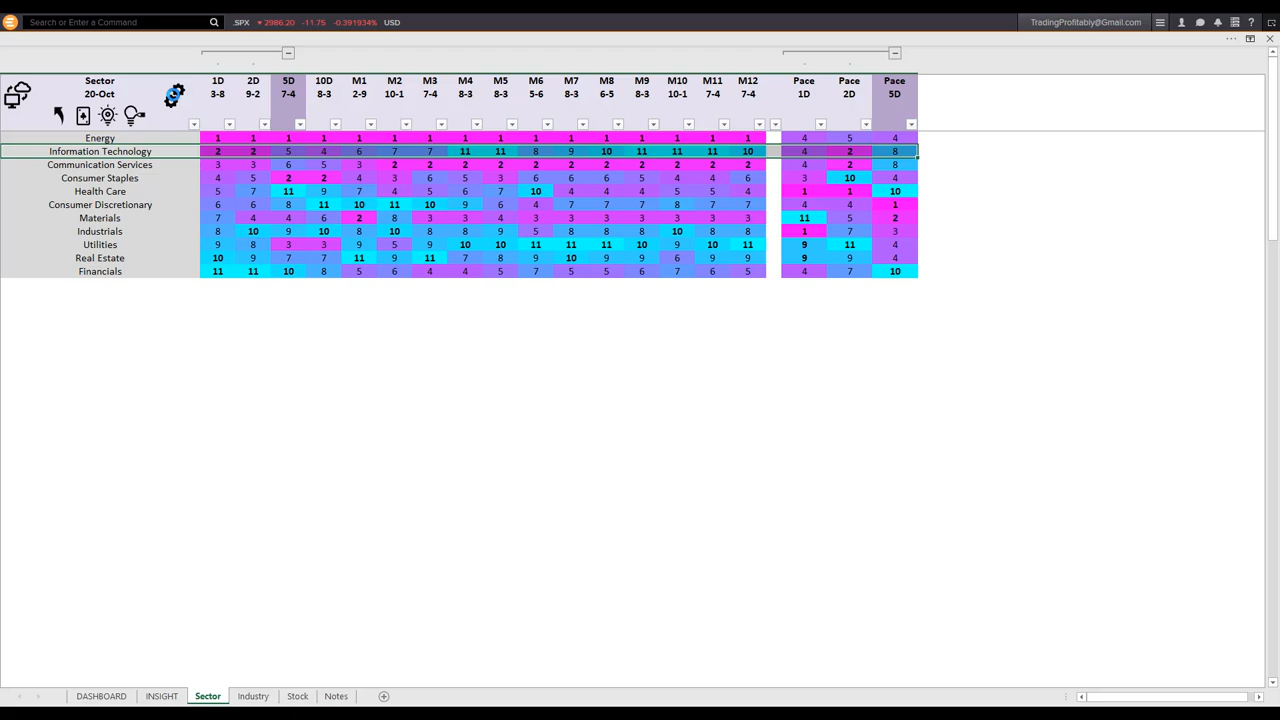 Search or Enter a Command .SPX 2986.20 -11.75 -0.391934% USD TradingProfitably@Gmail.com
Sector 1D 2D 5D 10D M1 M2 M3 M4 M5 M6 M7 M8 M9 M10 M11 M12 Pace Pace Pace
20-Oct 3-8 9-2 7-4 8-3 2-9 10-1 7-4 8-3 8-3 5-6 8-3 6-5 8-3 10-1 7-4 7-4 1D 2D 5D
Energy 1 1 1 1 1 1 1 1 1 1 1 1 1 1 1 1 4 5 4
Information Technology 2 2 5 4 6 7 7 11 11 8 9 10 11 11 11 10 4 2 8
Communication Services 3 3 6 5 3 2 2 2 2 2 2 2 2 2 2 2 4 2 8
Consumer Staples 4 5 2 2 4 3 6 5 3 6 6 6 5 4 4 6 3 10 4
Health Care 5 7 11 9 7 4 5 6 7 10 4 4 4 5 5 4 1 1 10
Consumer Discretionary 6 6 8 11 10 11 10 9 6 4 7 7 7 8 7 7 4 4 1
Materials 7 4 4 6 2 8 3 3 4 3 3 3 3 3 3 3 11 5 2
Industrials 8 10 9 10 8 10 8 8 9 5 8 8 8 10 8 8 1 7 3
Utilities 9 8 3 3 9 5 9 10 10 11 11 11 10 9 10 11 9 11 4
Real Estate 10 9 7 7 11 9 11 7 8 9 10 9 9 6 9 9 9 9 4
Financials 11 11 10 8 5 6 4 4 5 7 5 6 7 6 5 4 7 10
DASHBOARD INSIGHT Sector Industry Stock Notes